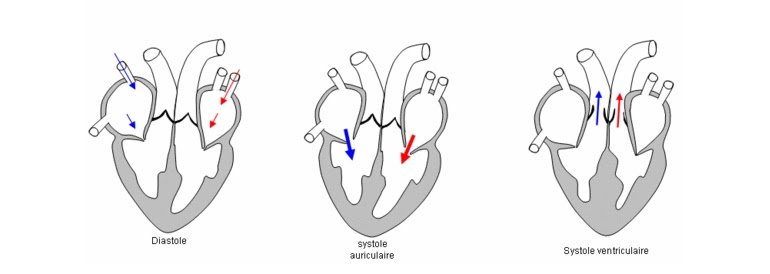 Diastole
systole
auriculaire
Systole ventriculaire